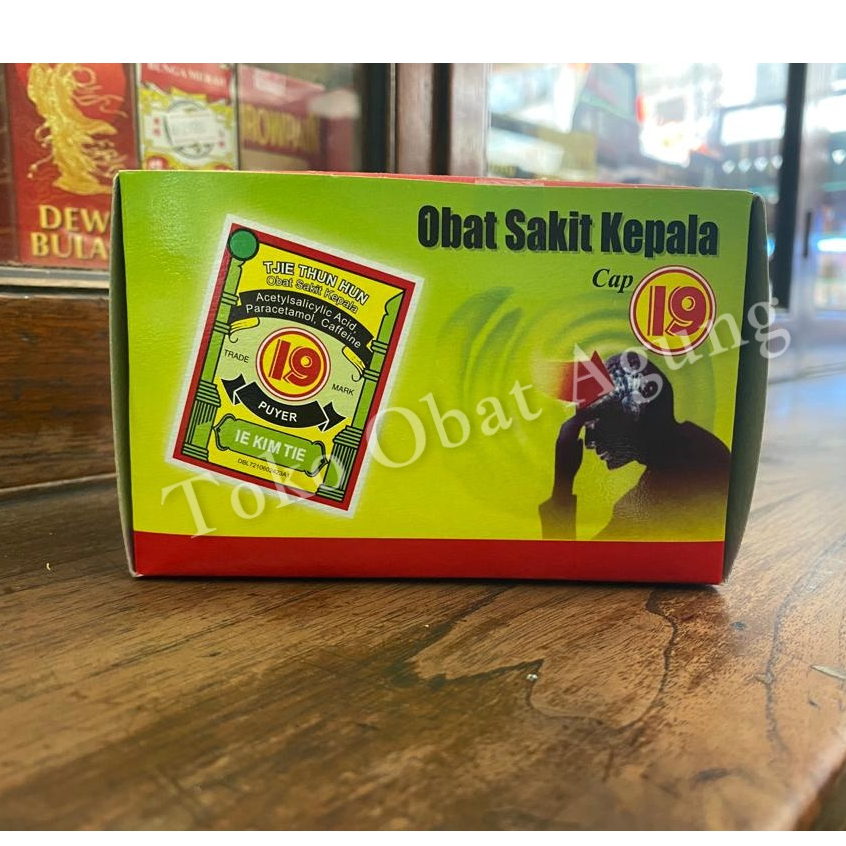 Obat Sakit Kepala
Cap 19
TJIE THUN HUN
Obat Sakit Kepala
Acetylsalicylic Acid,
Paracetamol, Caffeine
19
TRADE MARK
PUYER
IE KIM TIE
Toko Obat Agung
DEW
BULA